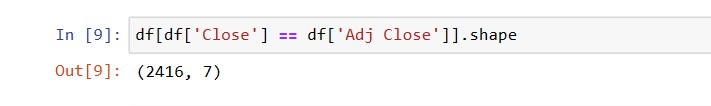 In [9]: df[df['Close'] == df['Adj Close']].shape
Out[9]: (2416, 7)